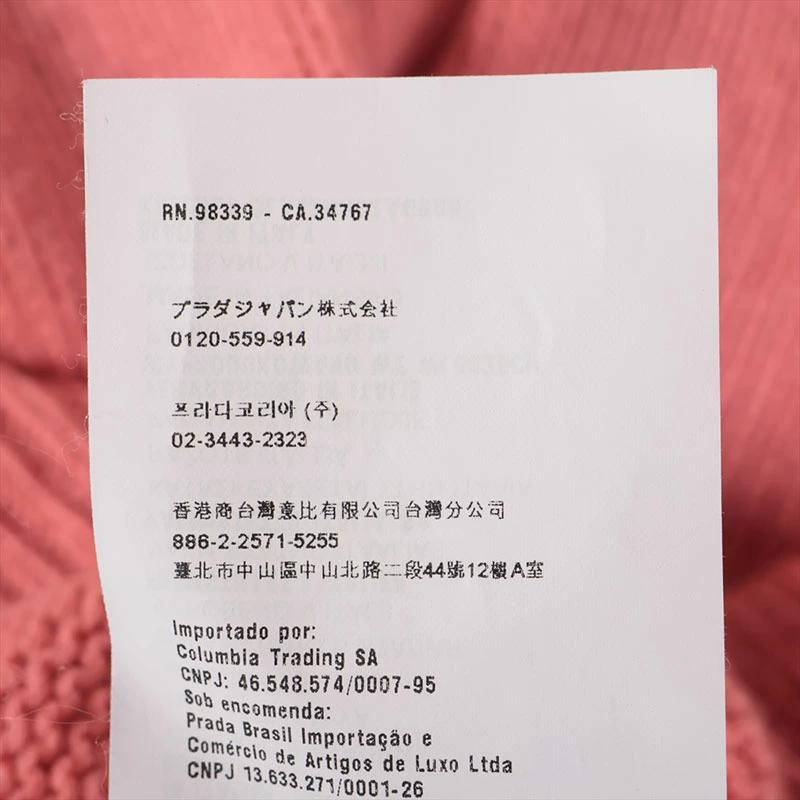 RN.98339 - CA.34767
プラダジャパン株式会社
0120-559-914
프라다코리아 (주)
02-3443-2323
香港商台灣意比有限公司台灣分公司
886-2-2571-5255
臺北市中山區中山北路二段44號12樓A室
Importado por:
Columbia Trading SA
CNPJ: 46.548.574/0007-95
Sob encomenda:
Prada Brasil Importação e
Comércio de Artigos de Luxo Ltda
CNPJ 13.633.271/0001-26